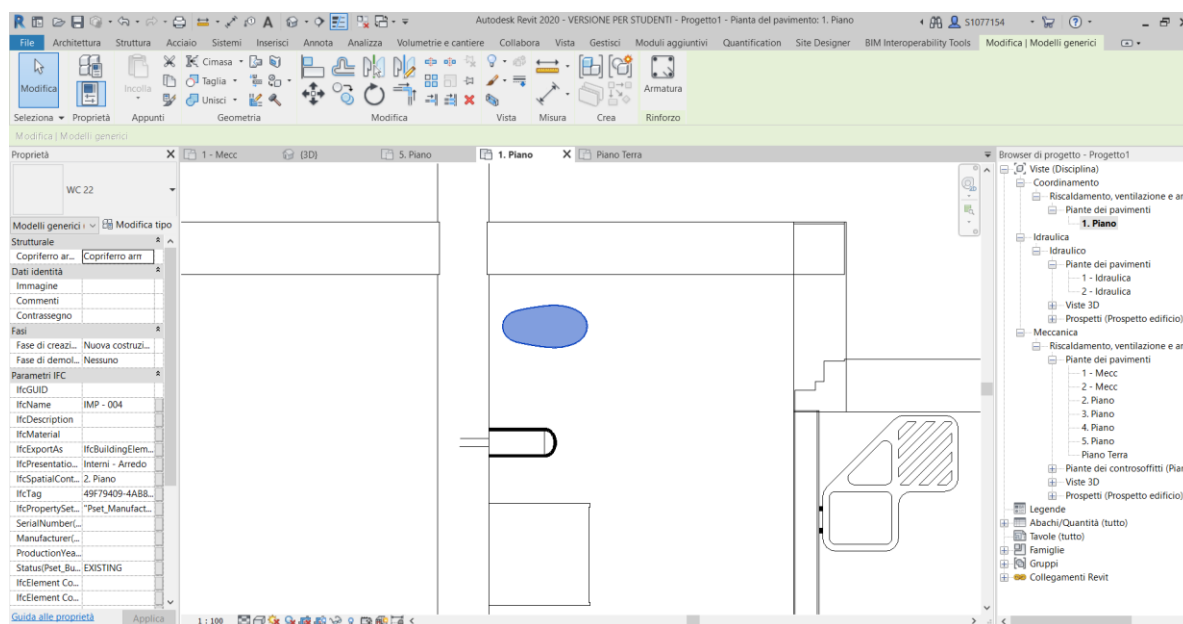 Autodesk Revit 2020 - VERSIONE PER STUDENTI - Progetto1 - Pianta del pavimento: 1. Piano
S1077154
File Architettura Struttura Acciaio Sistemi Inserisci Annota Analizza Volumetrie e cantiere Collabora Vista Gestisci Moduli aggiuntivi Quantification Site Designer BIM Interoperability Tools Modifica | Modelli generici
Modifica
Incolla
Cimasa
Taglia
Unisci
Armatura
Seleziona Proprietà Appunti Geometria Modifica Vista Misura Crea Rinforzo
Modifica | Modelli generici
Proprietà
1 - Mecc
(3D)
5. Piano
1. Piano
Piano Terra
Browser di progetto - Progetto1
WC 22
Modelli generici
Modifica tipo
Strutturale
Copriferro ar... Copriferro arm
Dati identità
Immagine
Commenti
Contrassegno
Fasi
Fase di creazi... Nuova costruzi...
Fase di demol... Nessuno
Parametri IFC
IfcGUID
IfcName IMP - 004
IfcDescription
IfcMaterial
IfcExportAs IfcBuildingElem...
IfcPresentatio... Interni - Arredo
IfcSpatialCont... 2. Piano
IfcTag 49F79409-4AB8...
IfcPropertySet... "Pset_Manufact...
SerialNumber(...
Manufacturer(...
ProductionYea...
Status(Pset_Bu... EXISTING
IfcElement Co...
IfcElement Co...
Guida alle proprietà
Applica
1 : 100
Viste (Disciplina)
Coordinamento
Riscaldamento, ventilazione e ar
Piante dei pavimenti
1. Piano
Idraulica
Idraulico
Piante dei pavimenti
1 - Idraulica
2 - Idraulica
Viste 3D
Prospetti (Prospetto edificio)
Meccanica
Riscaldamento, ventilazione e ar
Piante dei pavimenti
1 - Mecc
2 - Mecc
2. Piano
3. Piano
4. Piano
5. Piano
Piano Terra
Piante dei controsoffitti (Pian
Viste 3D
Prospetti (Prospetto edificio)
Legende
Abachi/Quantità (tutto)
Tavole (tutto)
Famiglie
Gruppi
Collegamenti Revit